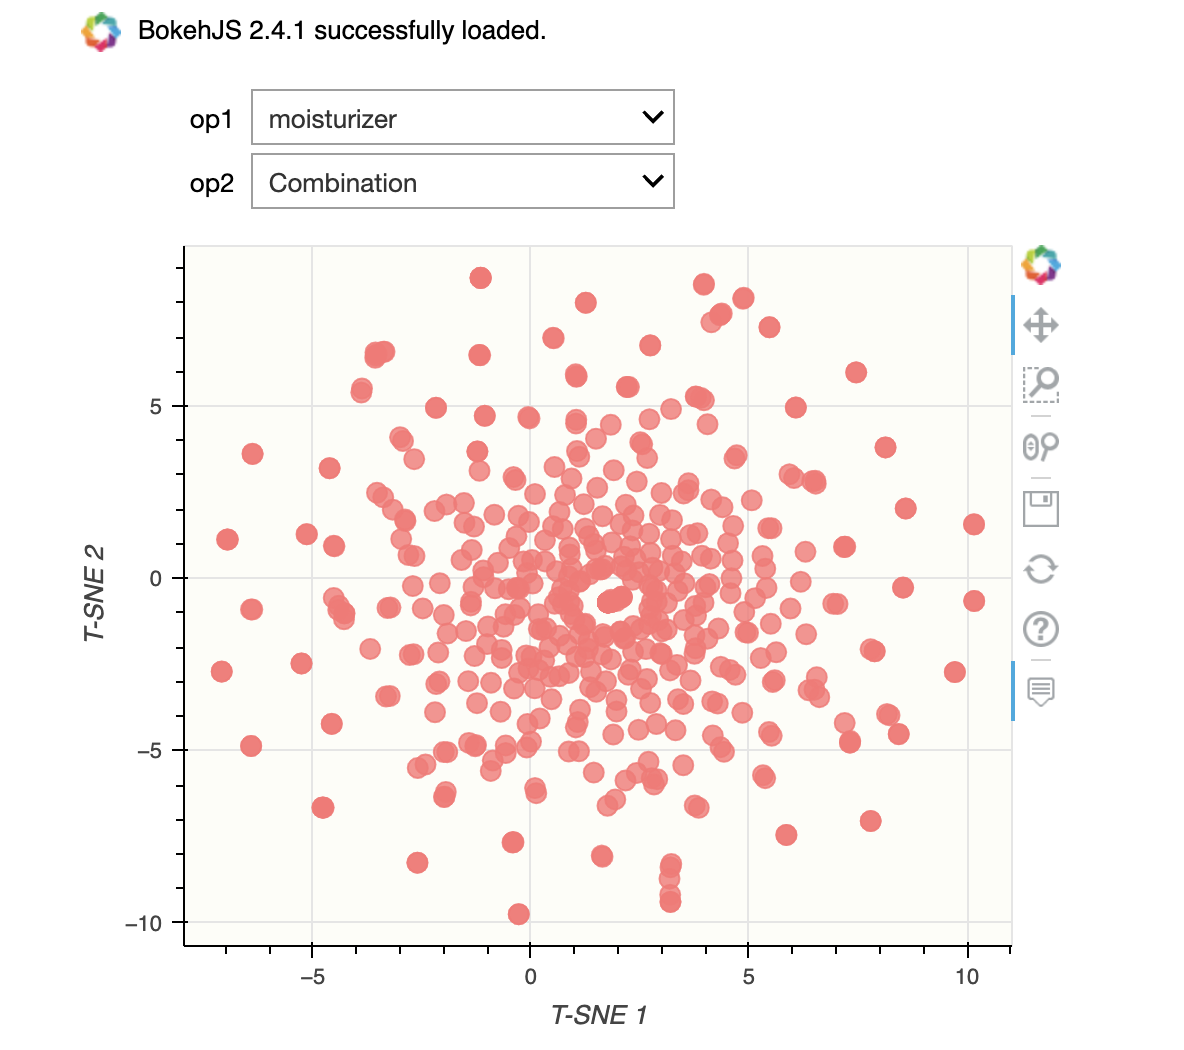 BokehJS 2.4.1 successfully loaded.
op1 moisturizer
op2 Combination
5
0
−5
−10
T-SNE 2
−5 0 5 10
T-SNE 1